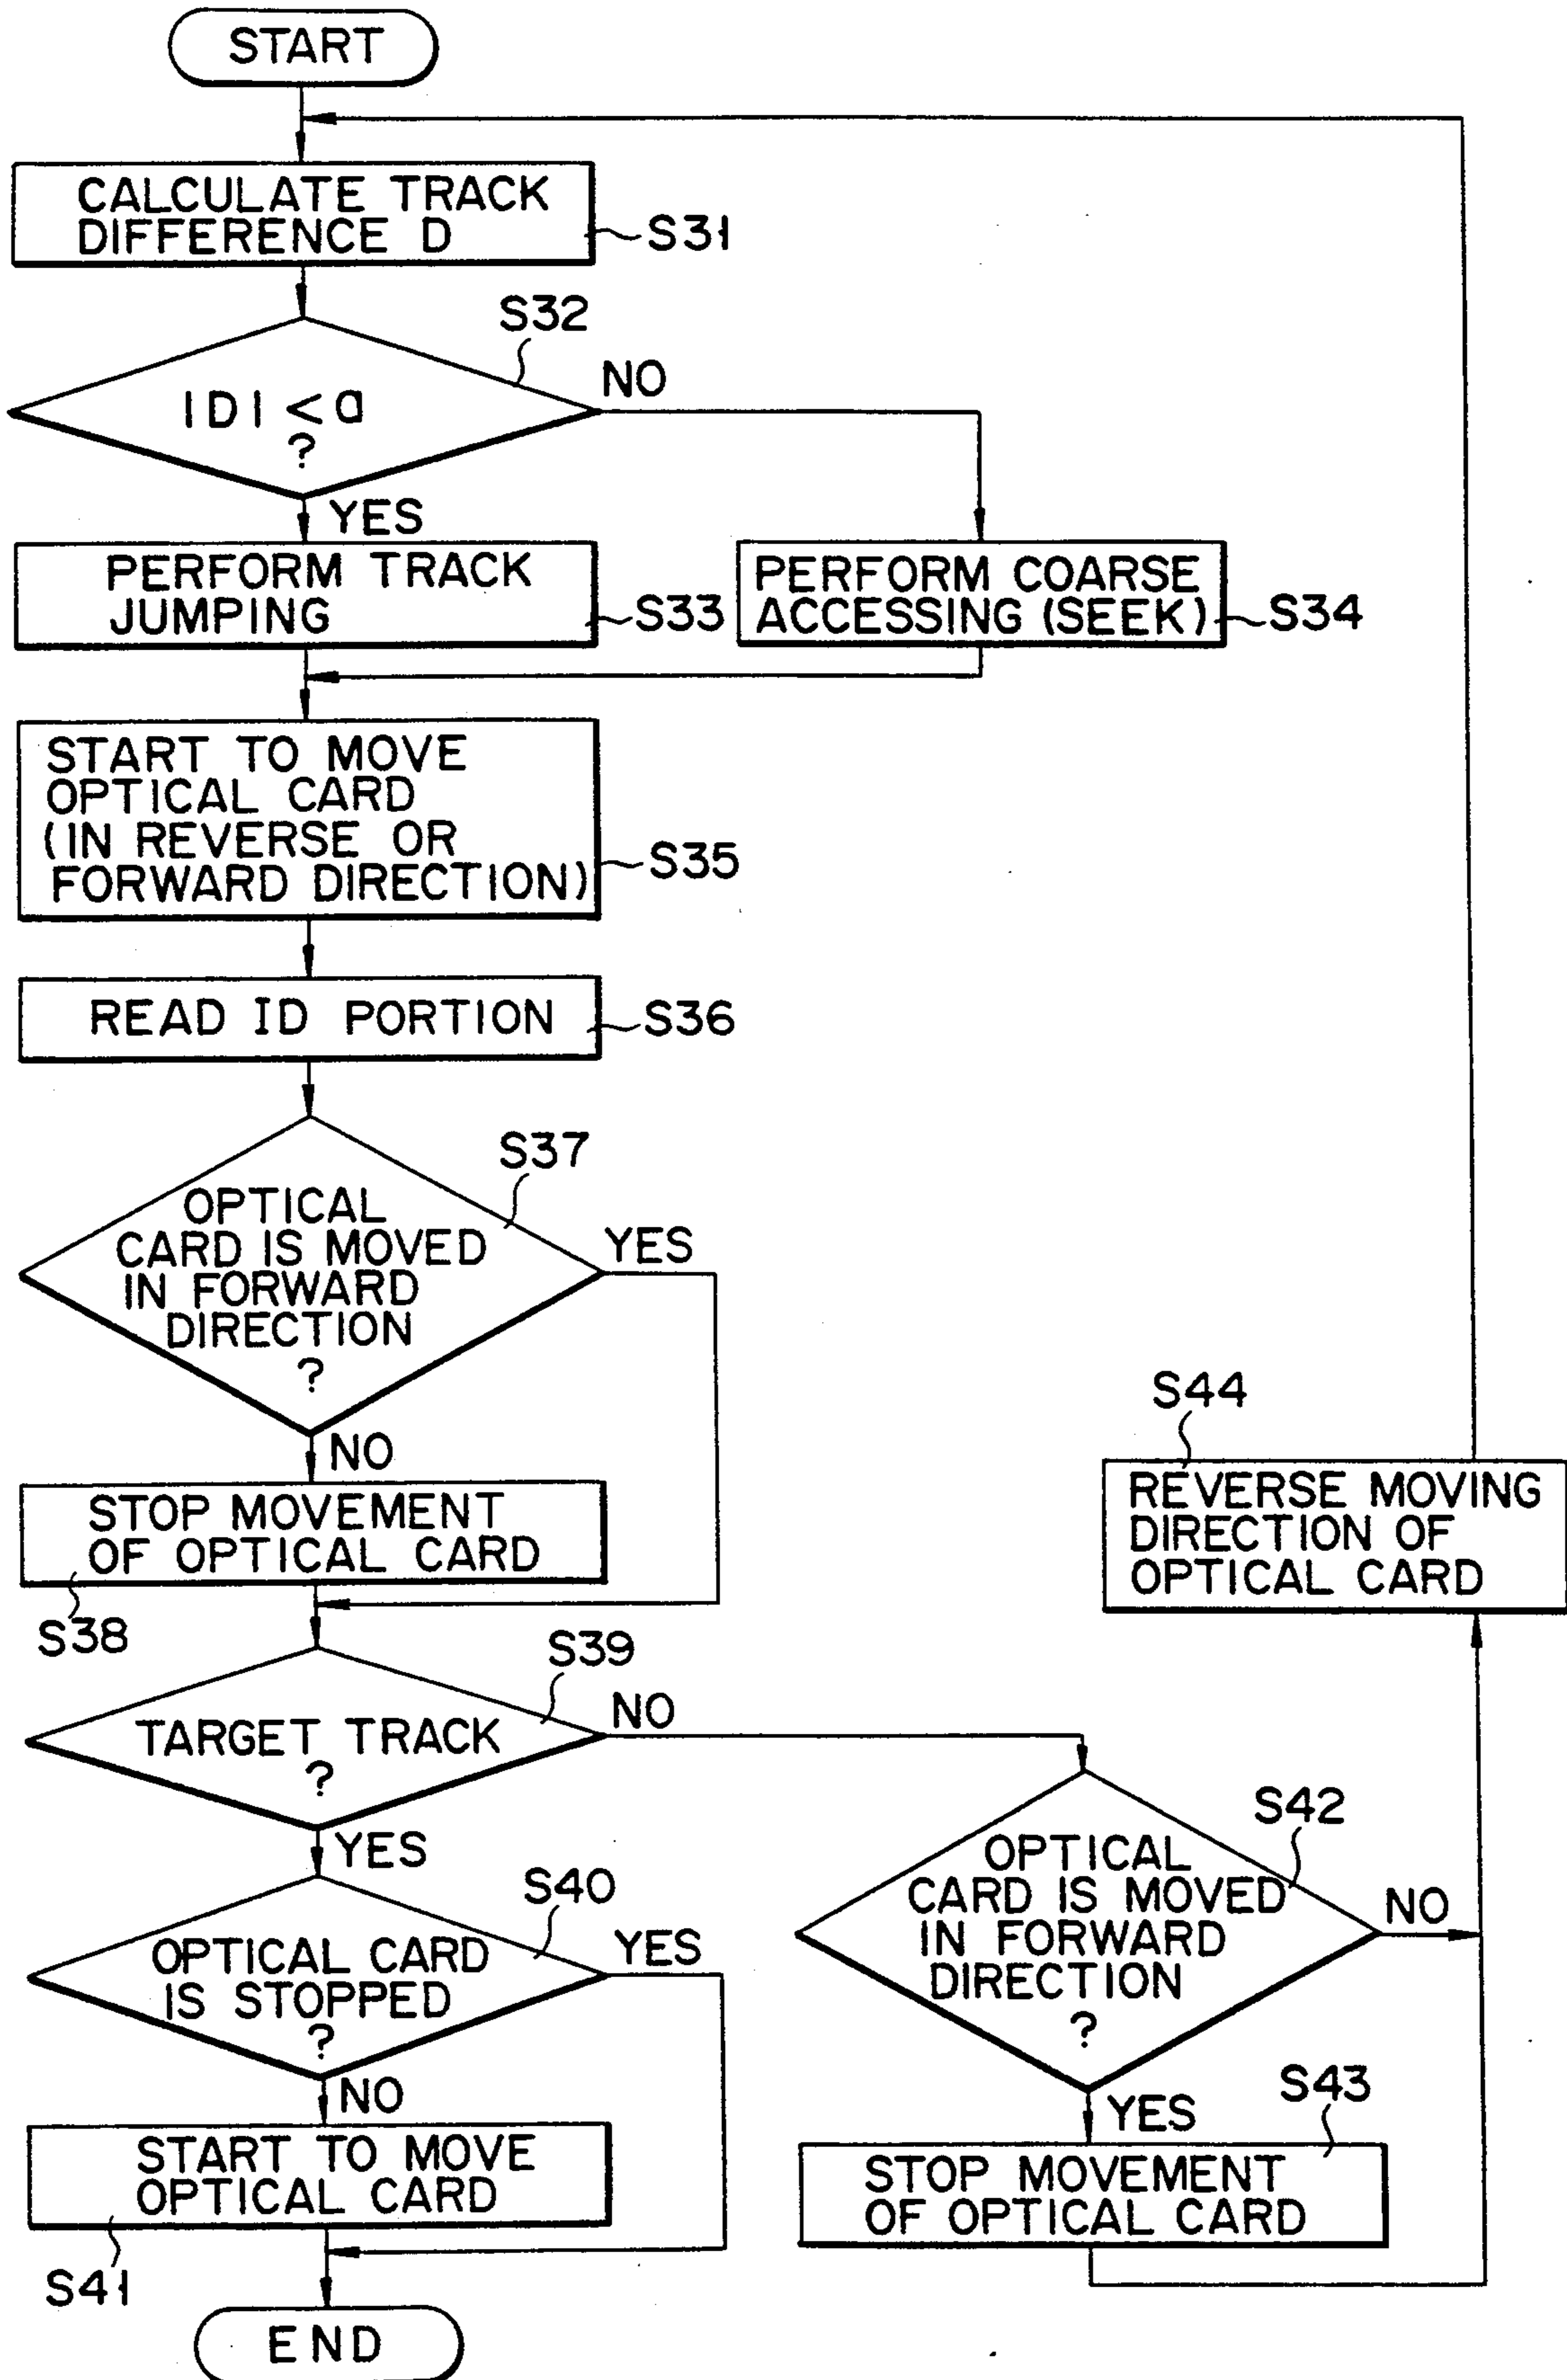 START
CALCULATE TRACK
DIFFERENCE D
S31
S32
|D| < a
?
NO
YES
PERFORM TRACK
JUMPING
S33
PERFORM COARSE
ACCESSING (SEEK)
S34
START TO MOVE
OPTICAL CARD
(IN REVERSE OR
FORWARD DIRECTION)
S35
READ ID PORTION
S36
S37
OPTICAL
CARD IS MOVED
IN FORWARD
DIRECTION
?
YES
NO
STOP MOVEMENT
OF OPTICAL CARD
S38
S39
TARGET TRACK
?
NO
YES
S40
OPTICAL CARD
IS STOPPED
?
YES
NO
START TO MOVE
OPTICAL CARD
S41
END
S42
OPTICAL
CARD IS MOVED
IN FORWARD
DIRECTION
?
NO
YES
S43
STOP MOVEMENT
OF OPTICAL CARD
S44
REVERSE MOVING
DIRECTION OF
OPTICAL CARD